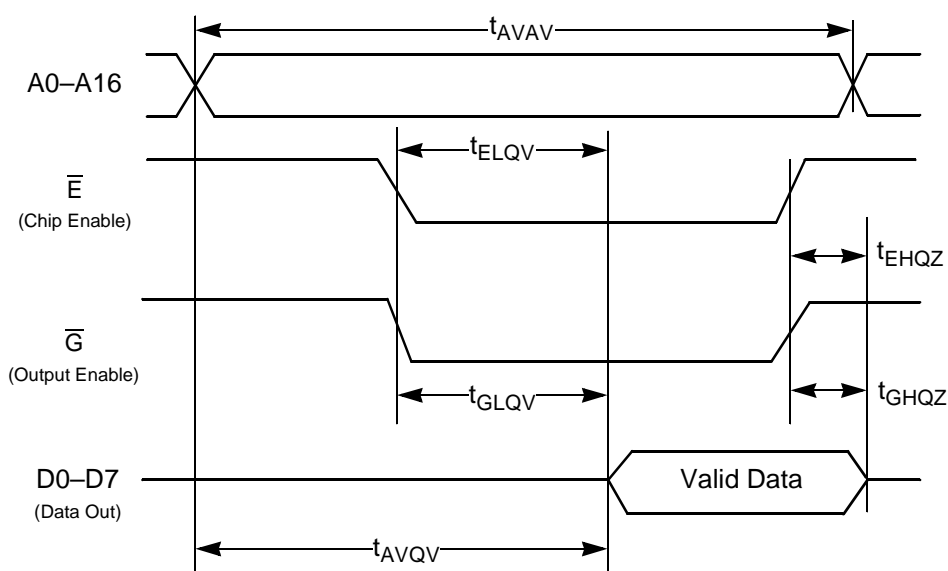 tAVAV
A0–A16
tELQV
E̅
(Chip Enable)
tEHQZ
G̅
(Output Enable)
tGLQV
tGHQZ
D0–D7
Valid Data
(Data Out)
tAVQV